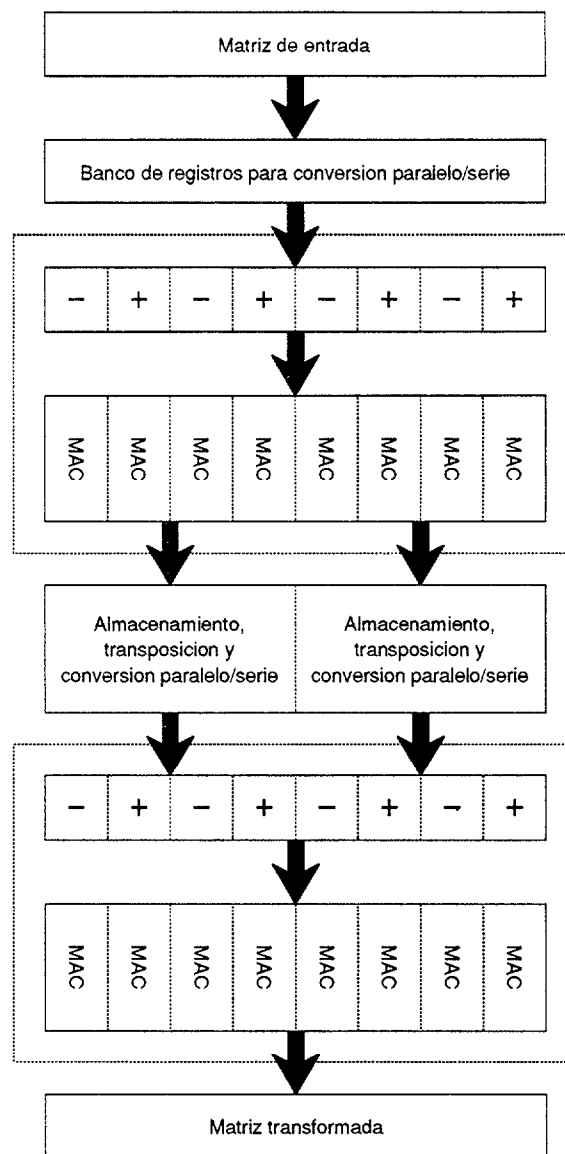 Matriz de entrada
Banco de registros para conversion paralelo/serie
− + − + − + − +
MAC MAC MAC MAC MAC MAC MAC MAC
Almacenamiento,
transposicion y
conversion paralelo/serie
Almacenamiento,
transposicion y
conversion paralelo/serie
− + − + − + − +
MAC MAC MAC MAC MAC MAC MAC MAC
Matriz transformada